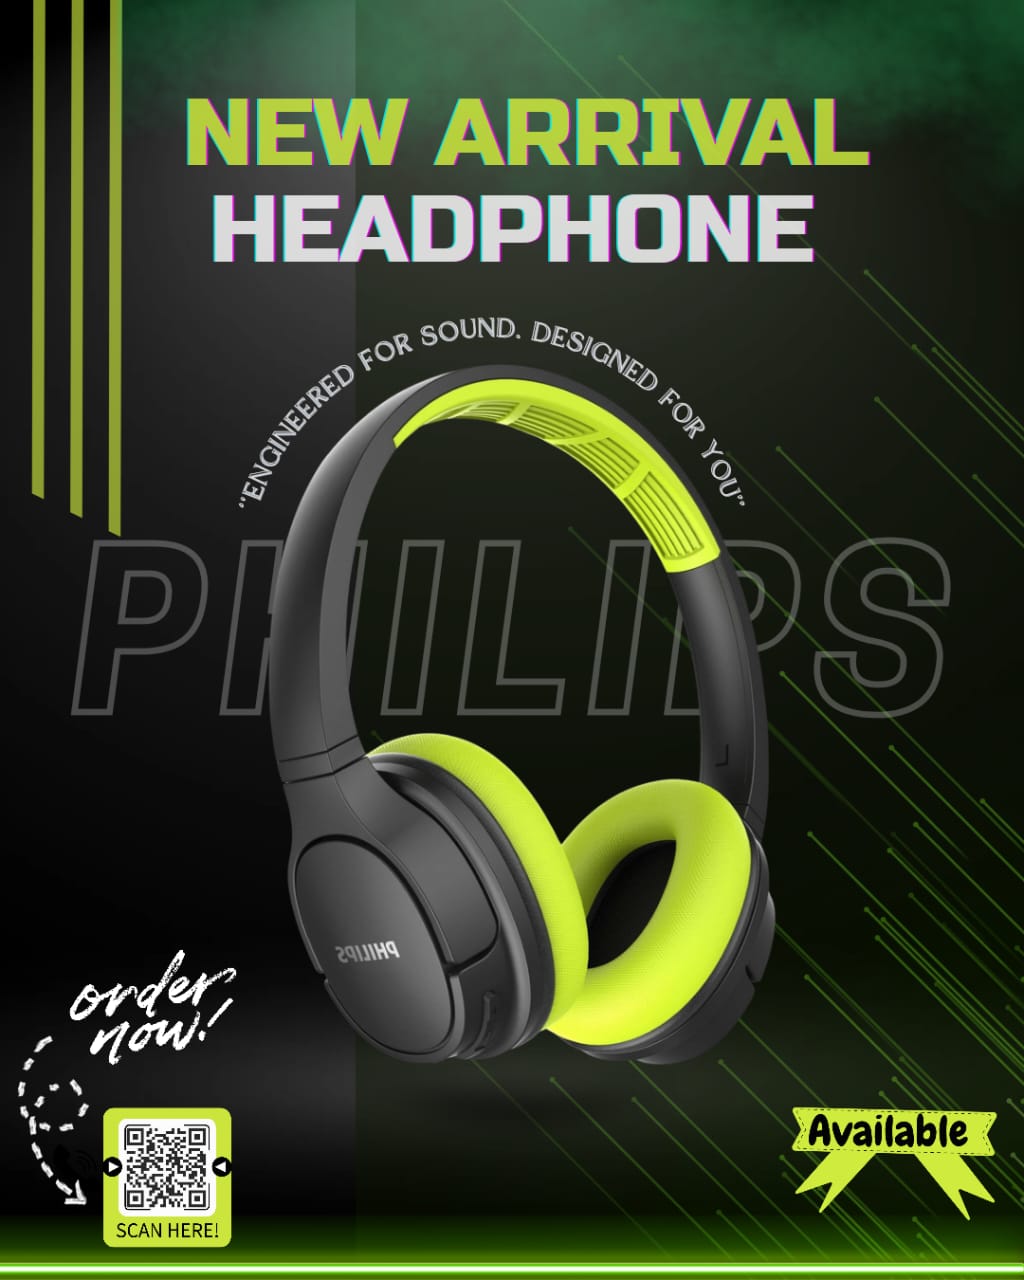 NEW ARRIVAL
HEADPHONE
"ENGINEERED FOR SOUND. DESIGNED FOR YOU"
PHILIPS
PHILIPS
order
now!
Available
SCAN HERE!